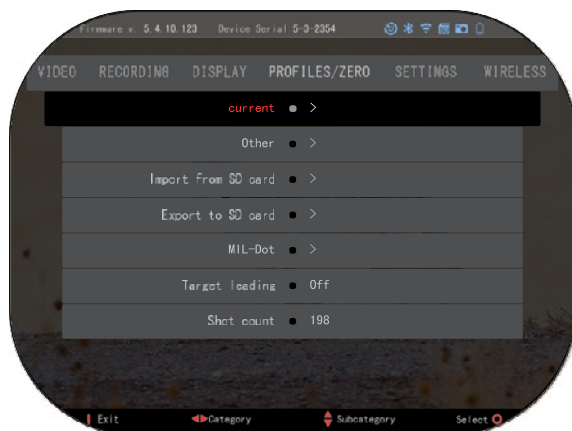 Firmware v. 5.4.10.123 Device Serial 5-3-2354
VIDEO RECORDING DISPLAY PROFILES/ZERO SETTINGS WIRELESS
current >
Other >
Import from SD card >
Export to SD card >
MIL-Dot >
Target leading Off
Shot count 198
Exit Category Subcategory Select